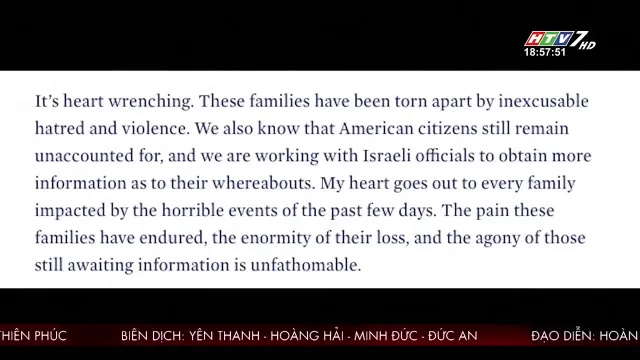 HTV7 HD
18:57:51
It's heart wrenching. These families have been torn apart by inexcusable
hatred and violence. We also know that American citizens still remain
unaccounted for, and we are working with Israeli officials to obtain more
information as to their whereabouts. My heart goes out to every family
impacted by the horrible events of the past few days. The pain these
families have endured, the enormity of their loss, and the agony of those
still awaiting information is unfathomable.
THIÊN PHÚC BIÊN DỊCH: YÊN THANH - HOÀNG HẢI - MINH ĐỨC - ĐỨC AN ĐẠO DIỄN: HOÀN